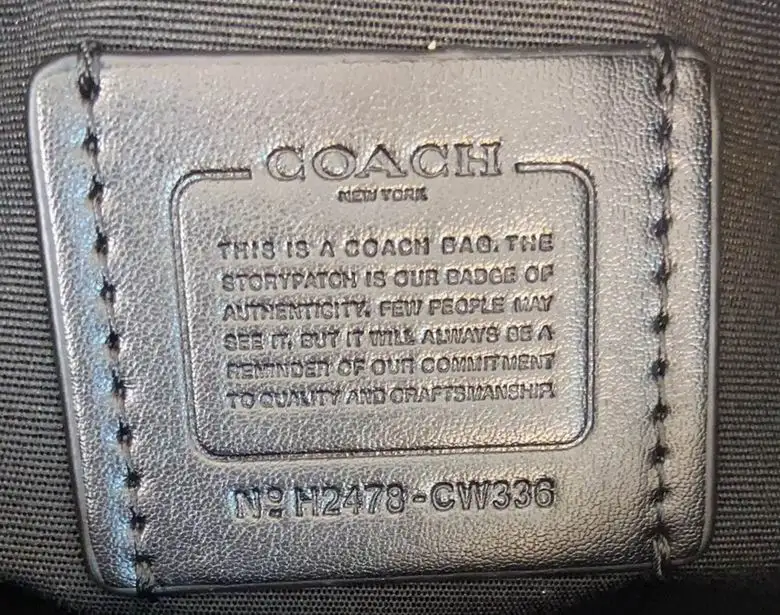 COACH
NEW YORK
THIS IS A COACH BAG. THE
STORYPATCH IS OUR BADGE OF
AUTHENTICITY. FEW PEOPLE MAY
SEE IT, BUT IT WILL ALWAYS BE A
REMINDER OF OUR COMMITMENT
TO QUALITY AND CRAFTSMANSHIP.
Nº H2478-CW336